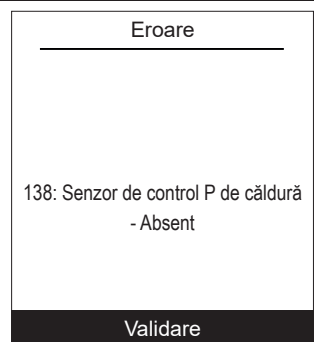 Eroare
138: Senzor de control P de căldură
- Absent
Validare